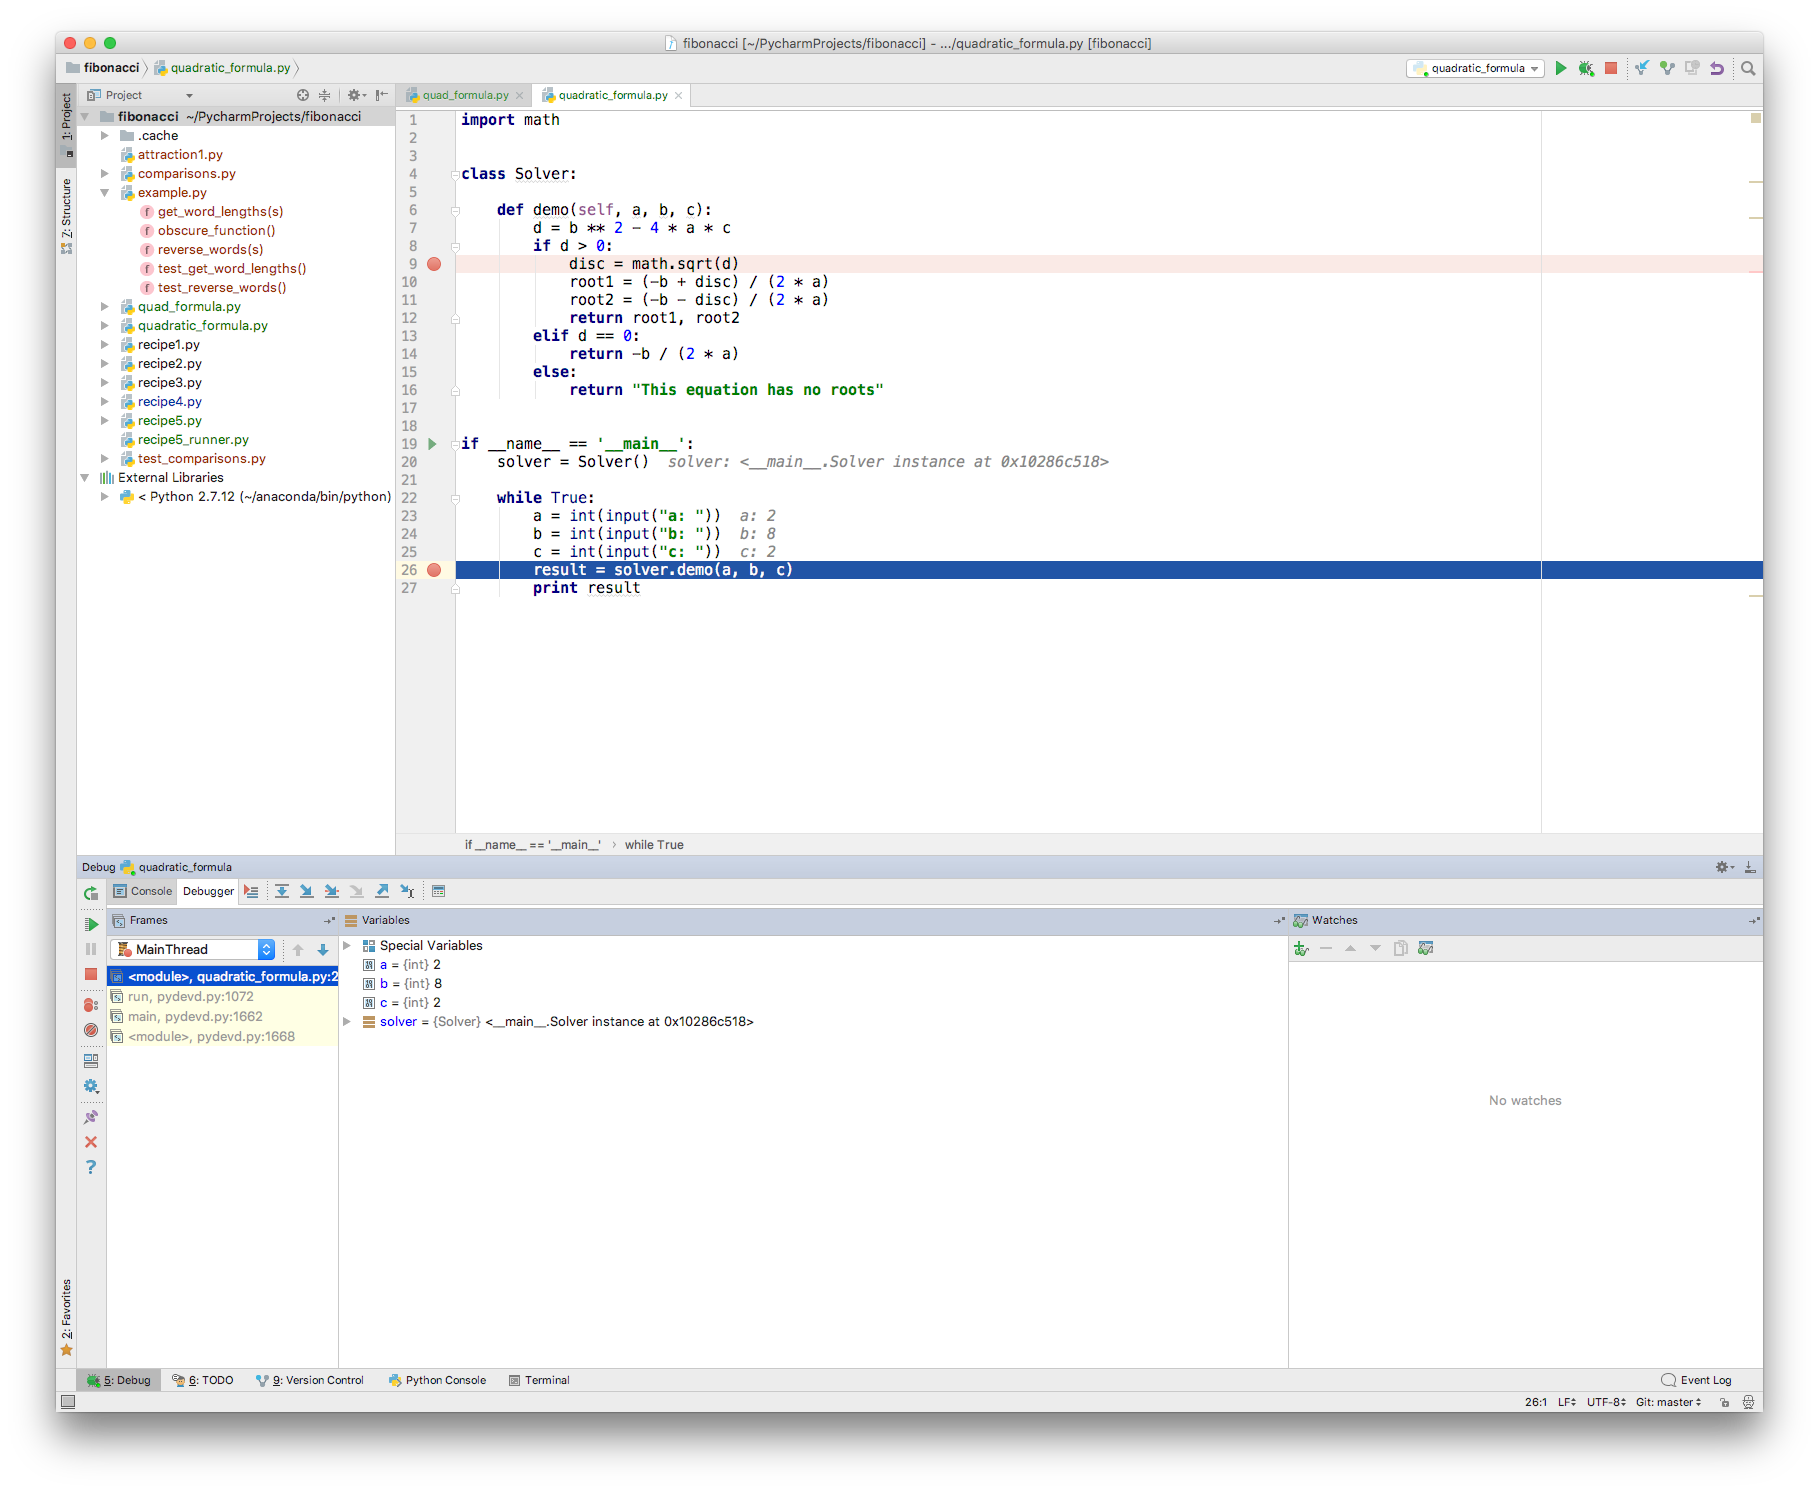 fibonacci [~/PycharmProjects/fibonacci] - .../quadratic_formula.py [fibonacci]
fibonacci quadratic_formula.py
quadratic_formula
1: Project
7: Structure
2: Favorites
Project
fibonacci ~/PycharmProjects/fibonacci
.cache
attraction1.py
comparisons.py
example.py
get_word_lengths(s)
obscure_function()
reverse_words(s)
test_get_word_lengths()
test_reverse_words()
quad_formula.py
quadratic_formula.py
recipe1.py
recipe2.py
recipe3.py
recipe4.py
recipe5.py
recipe5_runner.py
test_comparisons.py
External Libraries
< Python 2.7.12 (~/anaconda/bin/python)
quad_formula.py quadratic_formula.py
1 import math
2
3
4 class Solver:
5
6 def demo(self, a, b, c):
7 d = b ** 2 - 4 * a * c
8 if d > 0:
9 disc = math.sqrt(d)
10 root1 = (-b + disc) / (2 * a)
11 root2 = (-b - disc) / (2 * a)
12 return root1, root2
13 elif d == 0:
14 return -b / (2 * a)
15 else:
16 return "This equation has no roots"
17
18
19 if __name__ == '__main__':
20 solver = Solver() solver: <__main__.Solver instance at 0x10286c518>
21
22 while True:
23 a = int(input("a: ")) a: 2
24 b = int(input("b: ")) b: 8
25 c = int(input("c: ")) c: 2
26 result = solver.demo(a, b, c)
27 print result
if __name__ == '__main__' › while True
Debug quadratic_formula
Console Debugger
Frames
MainThread
<module>, quadratic_formula.py:2
run, pydevd.py:1072
main, pydevd.py:1662
<module>, pydevd.py:1668
Variables
Special Variables
a = {int} 2
b = {int} 8
c = {int} 2
solver = {Solver} <__main__.Solver instance at 0x10286c518>
Watches
No watches
5: Debug 6: TODO 9: Version Control Python Console Terminal Event Log
26:1 LF UTF-8 Git: master